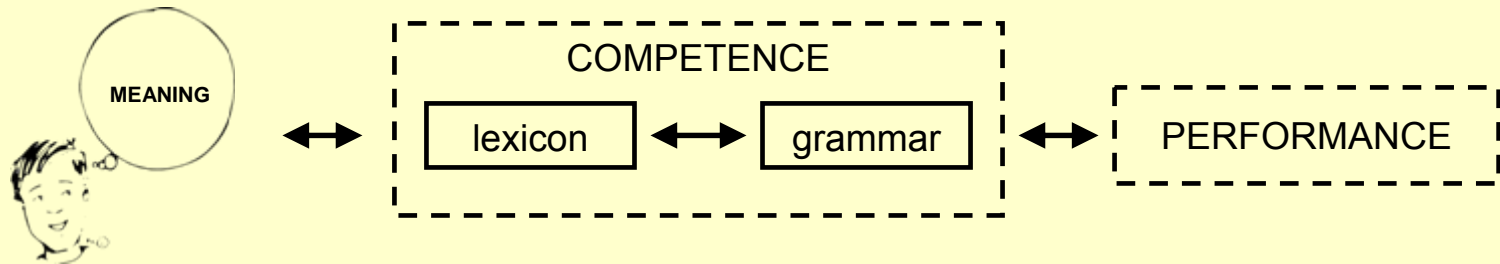 COMPETENCE
MEANING
lexicon
grammar
PERFORMANCE